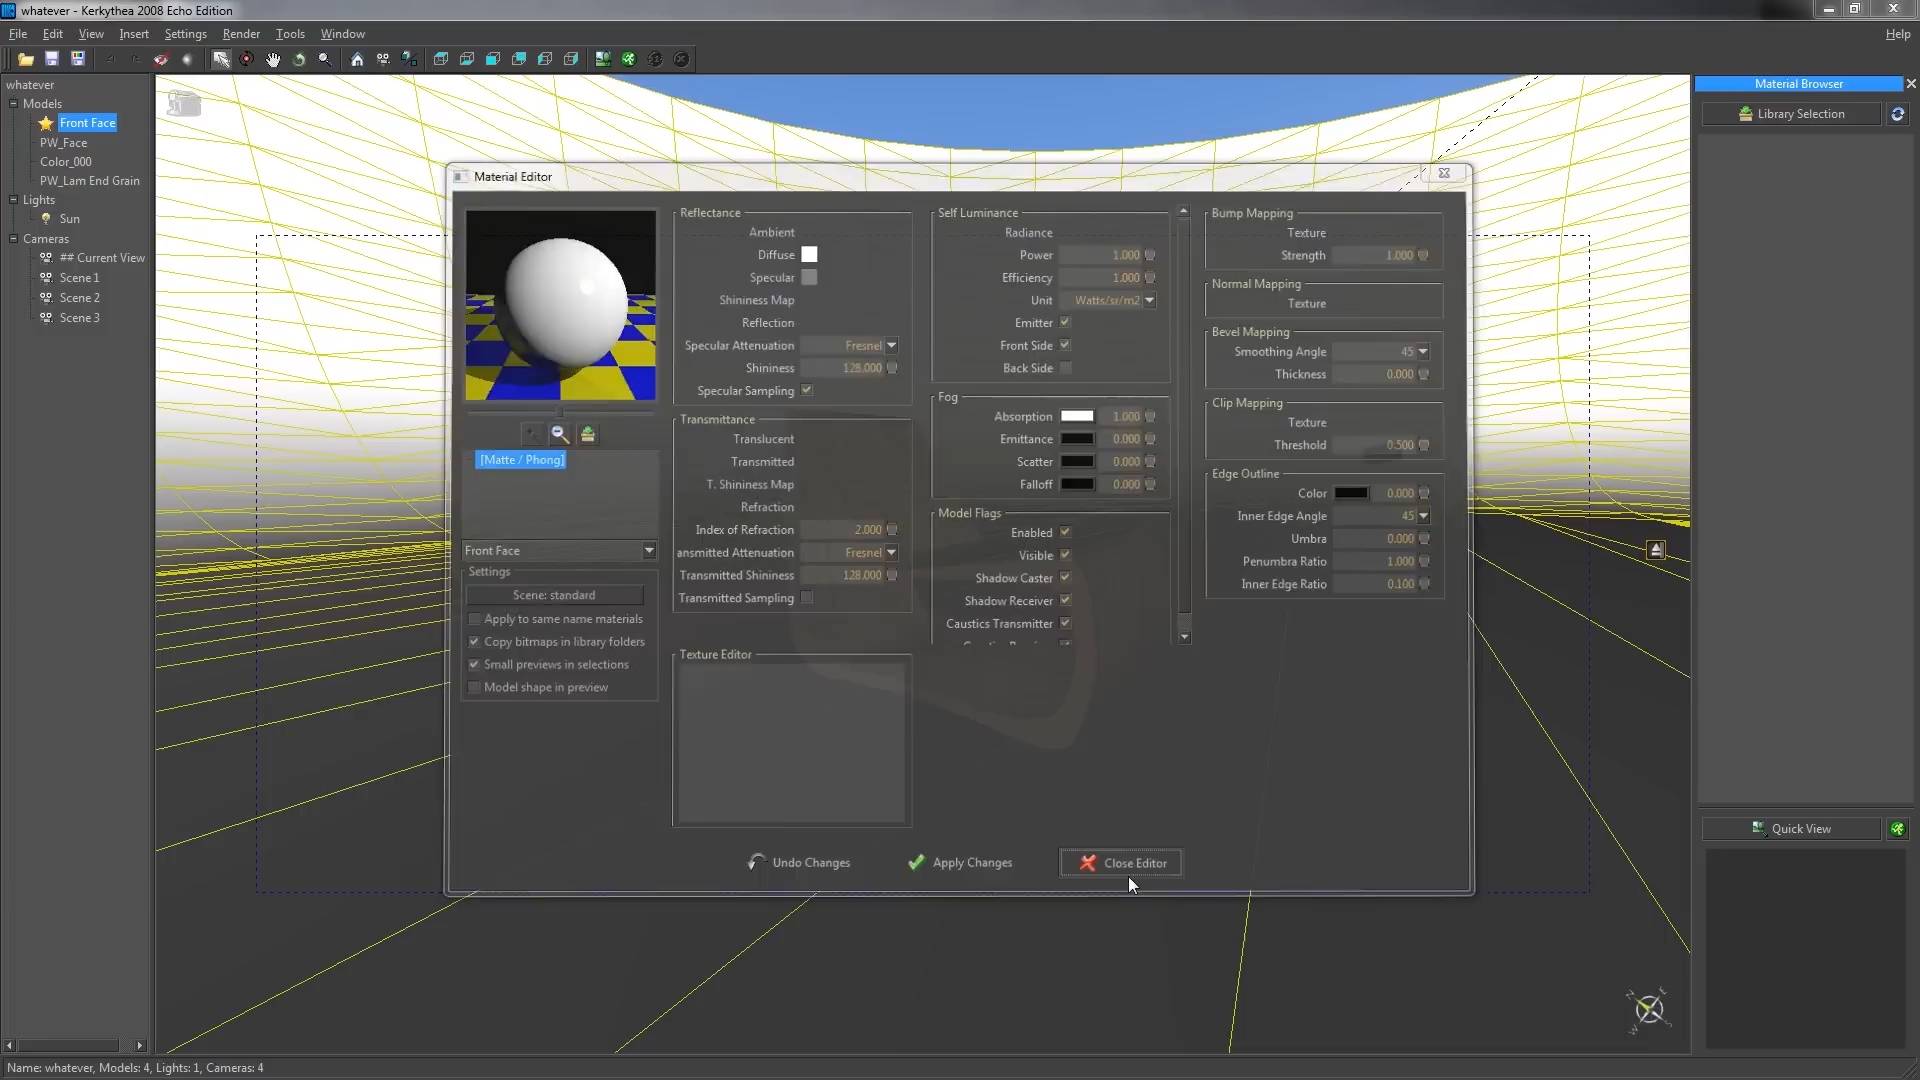 whatever - Kerkythea 2008 Echo Edition
File Edit View Insert Settings Render Tools Window Help
whatever
Models
Front Face
PW_Face
Color_000
PW_Lam End Grain
Lights
Sun
Cameras
## Current View
Scene 1
Scene 2
Scene 3
Material Editor
[Matte / Phong]
Front Face
Settings
Scene: standard
Apply to same name materials
Copy bitmaps in library folders
Small previews in selections
Model shape in preview
Reflectance
Ambient
Diffuse
Specular
Shininess Map
Reflection
Specular Attenuation Fresnel
Shininess 128.000
Specular Sampling
Transmittance
Translucent
Transmitted
T. Shininess Map
Refraction
Index of Refraction 2.000
ansmitted Attenuation Fresnel
Transmitted Shininess 128.000
Transmitted Sampling
Texture Editor
Self Luminance
Radiance
Power 1.000
Efficiency 1.000
Unit Watts/sr/m2
Emitter
Front Side
Back Side
Fog
Absorption 1.000
Emittance 0.000
Scatter 0.000
Falloff 0.000
Model Flags
Enabled
Visible
Shadow Caster
Shadow Receiver
Caustics Transmitter
Bump Mapping
Texture
Strength 1.000
Normal Mapping
Texture
Bevel Mapping
Smoothing Angle 45
Thickness 0.000
Clip Mapping
Texture
Threshold 0.500
Edge Outline
Color 0.000
Inner Edge Angle 45
Umbra 0.000
Penumbra Ratio 1.000
Inner Edge Ratio 0.100
Undo Changes Apply Changes Close Editor
Material Browser
Library Selection
Quick View
N E
W S
Name: whatever, Models: 4, Lights: 1, Cameras: 4